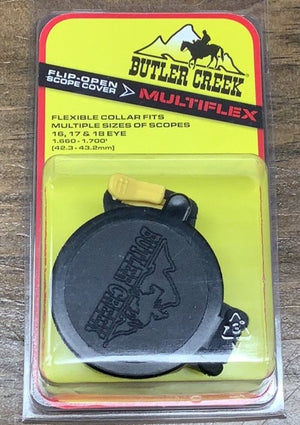 BUTLER CREEK
FLIP-OPEN
SCOPE COVER
MULTIFLEX
FLEXIBLE COLLAR FITS
MULTIPLE SIZES OF SCOPES
16, 17 & 18 EYE
1.660 - 1.700"
(42.3 - 43.2mm)
BUTLER
CREEK